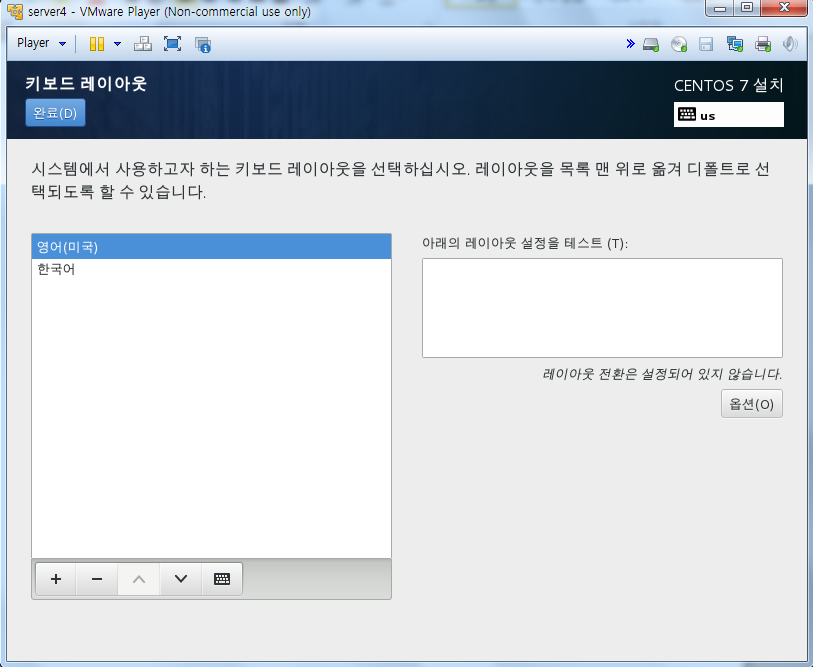 server4 - VMware Player (Non-commercial use only)
Player
키보드 레이아웃
CENTOS 7 설치
완료(D)
us
시스템에서 사용하고자 하는 키보드 레이아웃을 선택하십시오. 레이아웃을 목록 맨 위로 옮겨 디폴트로 선
택되도록 할 수 있습니다.
영어(미국)
한국어
아래의 레이아웃 설정을 테스트 (T):
레이아웃 전환은 설정되어 있지 않습니다.
옵션(O)